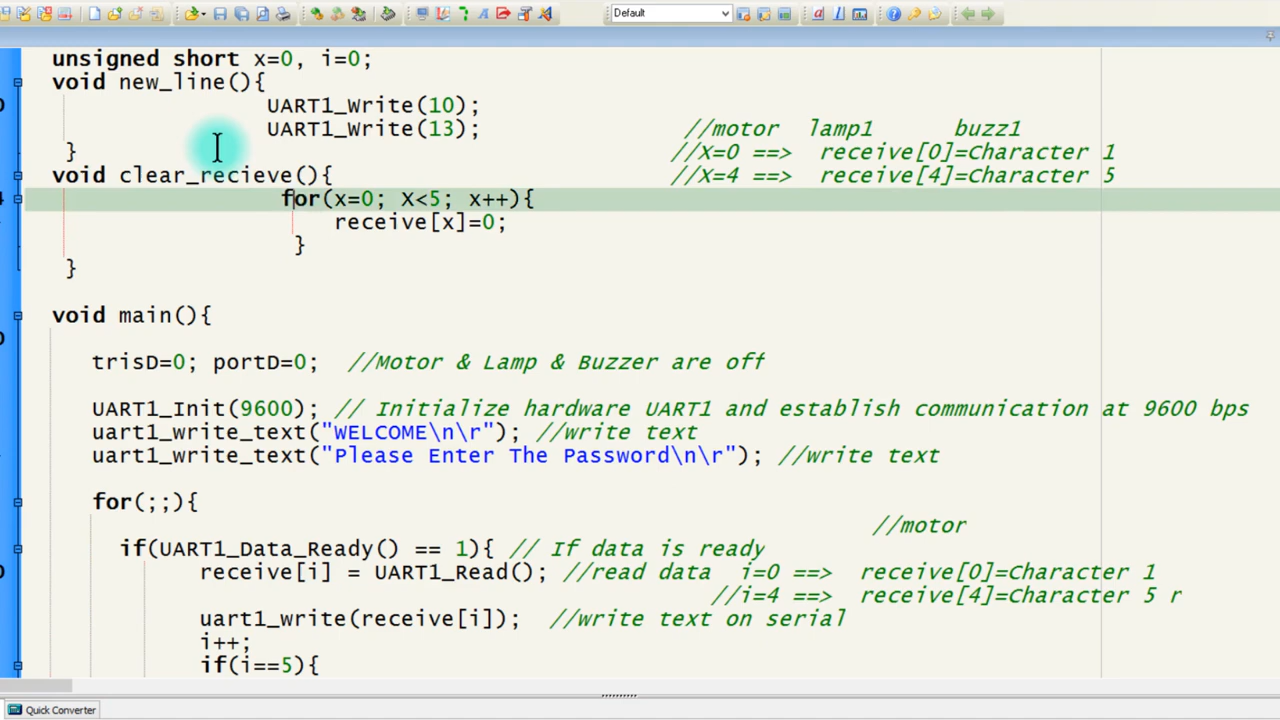 Default
unsigned short x=0, i=0;
void new_line(){
UART1_Write(10);
UART1_Write(13); //motor lamp1 buzz1
} //X=0 ==> receive[0]=Character 1
void clear_recieve(){ //X=4 ==> receive[4]=Character 5
for(x=0; X<5; x++){
receive[x]=0;
}
}
void main(){
trisD=0; portD=0; //Motor & Lamp & Buzzer are off
UART1_Init(9600); // Initialize hardware UART1 and establish communication at 9600 bps
uart1_write_text("WELCOME\n\r"); //write text
uart1_write_text("Please Enter The Password\n\r"); //write text
for(;;){
//motor
if(UART1_Data_Ready() == 1){ // If data is ready
receive[i] = UART1_Read(); //read data i=0 ==> receive[0]=Character 1
//i=4 ==> receive[4]=Character 5 r
uart1_write(receive[i]); //write text on serial
i++;
if(i==5){
Quick Converter